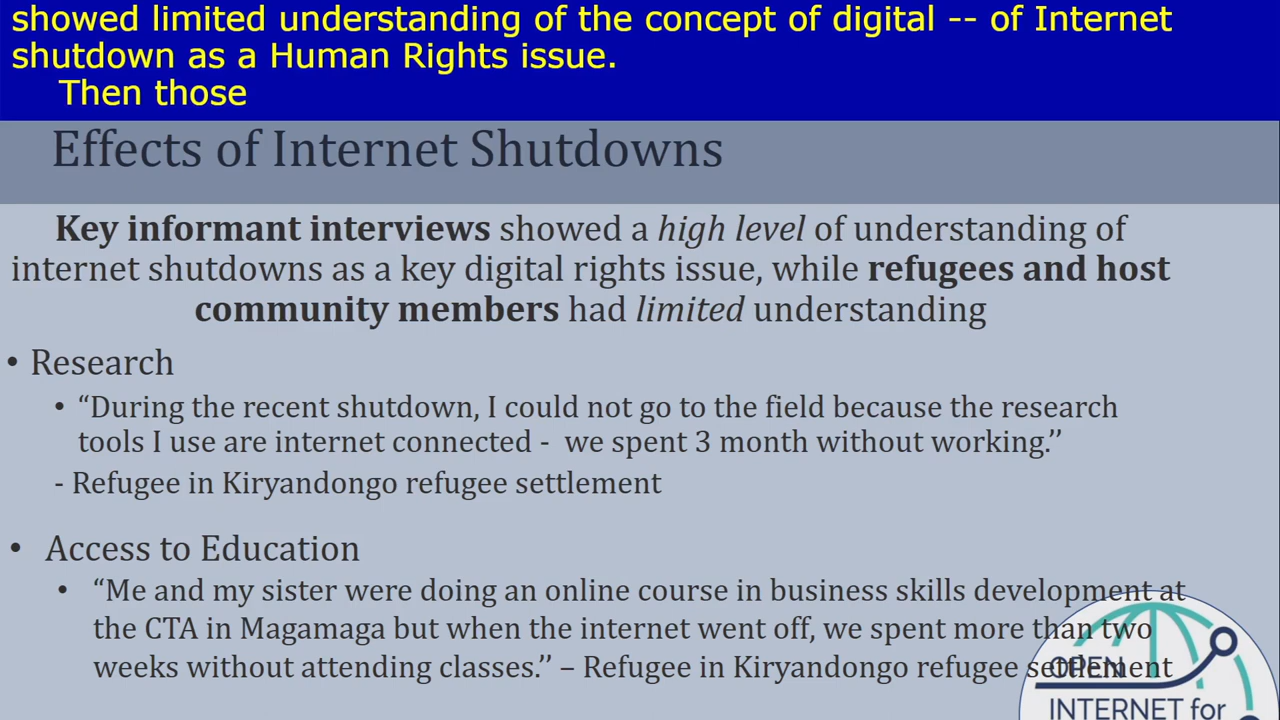 showed limited understanding of the concept of digital -- of Internet
shutdown as a Human Rights issue.
Then those
Effects of Internet Shutdowns
Key informant interviews showed a high level of understanding of
internet shutdowns as a key digital rights issue, while refugees and host
community members had limited understanding
• Research
• “During the recent shutdown, I could not go to the field because the research
tools I use are internet connected - we spent 3 month without working.’’
- Refugee in Kiryandongo refugee settlement
• Access to Education
• “Me and my sister were doing an online course in business skills development at
the CTA in Magamaga but when the internet went off, we spent more than two
weeks without attending classes.’’ – Refugee in Kiryandongo refugee settlement
OPEN
INTERNET for